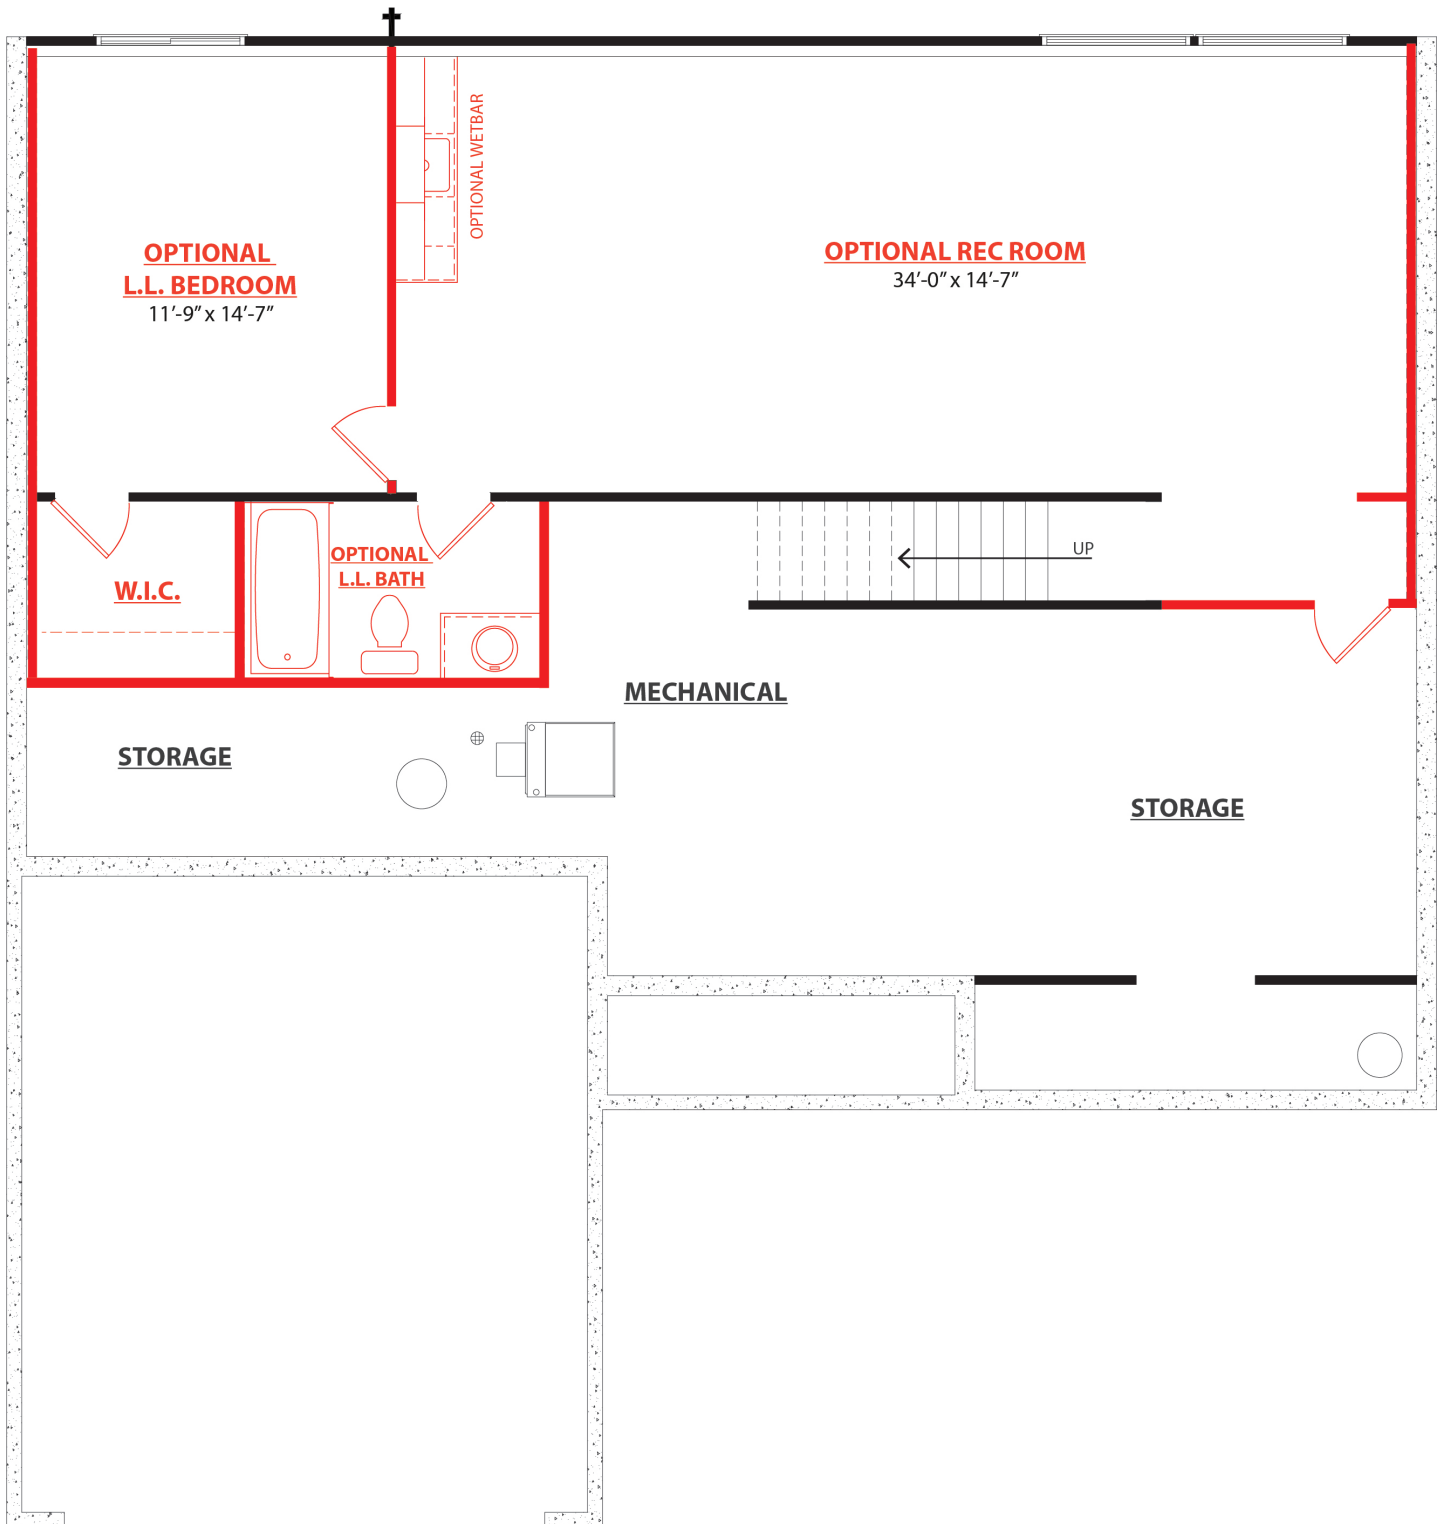 OPTIONAL WETBAR
OPTIONAL
L.L. BEDROOM
11'-9" x 14'-7"
OPTIONAL REC ROOM
34'-0" x 14'-7"
OPTIONAL
L.L. BATH
W.I.C.
UP
MECHANICAL
STORAGE
STORAGE